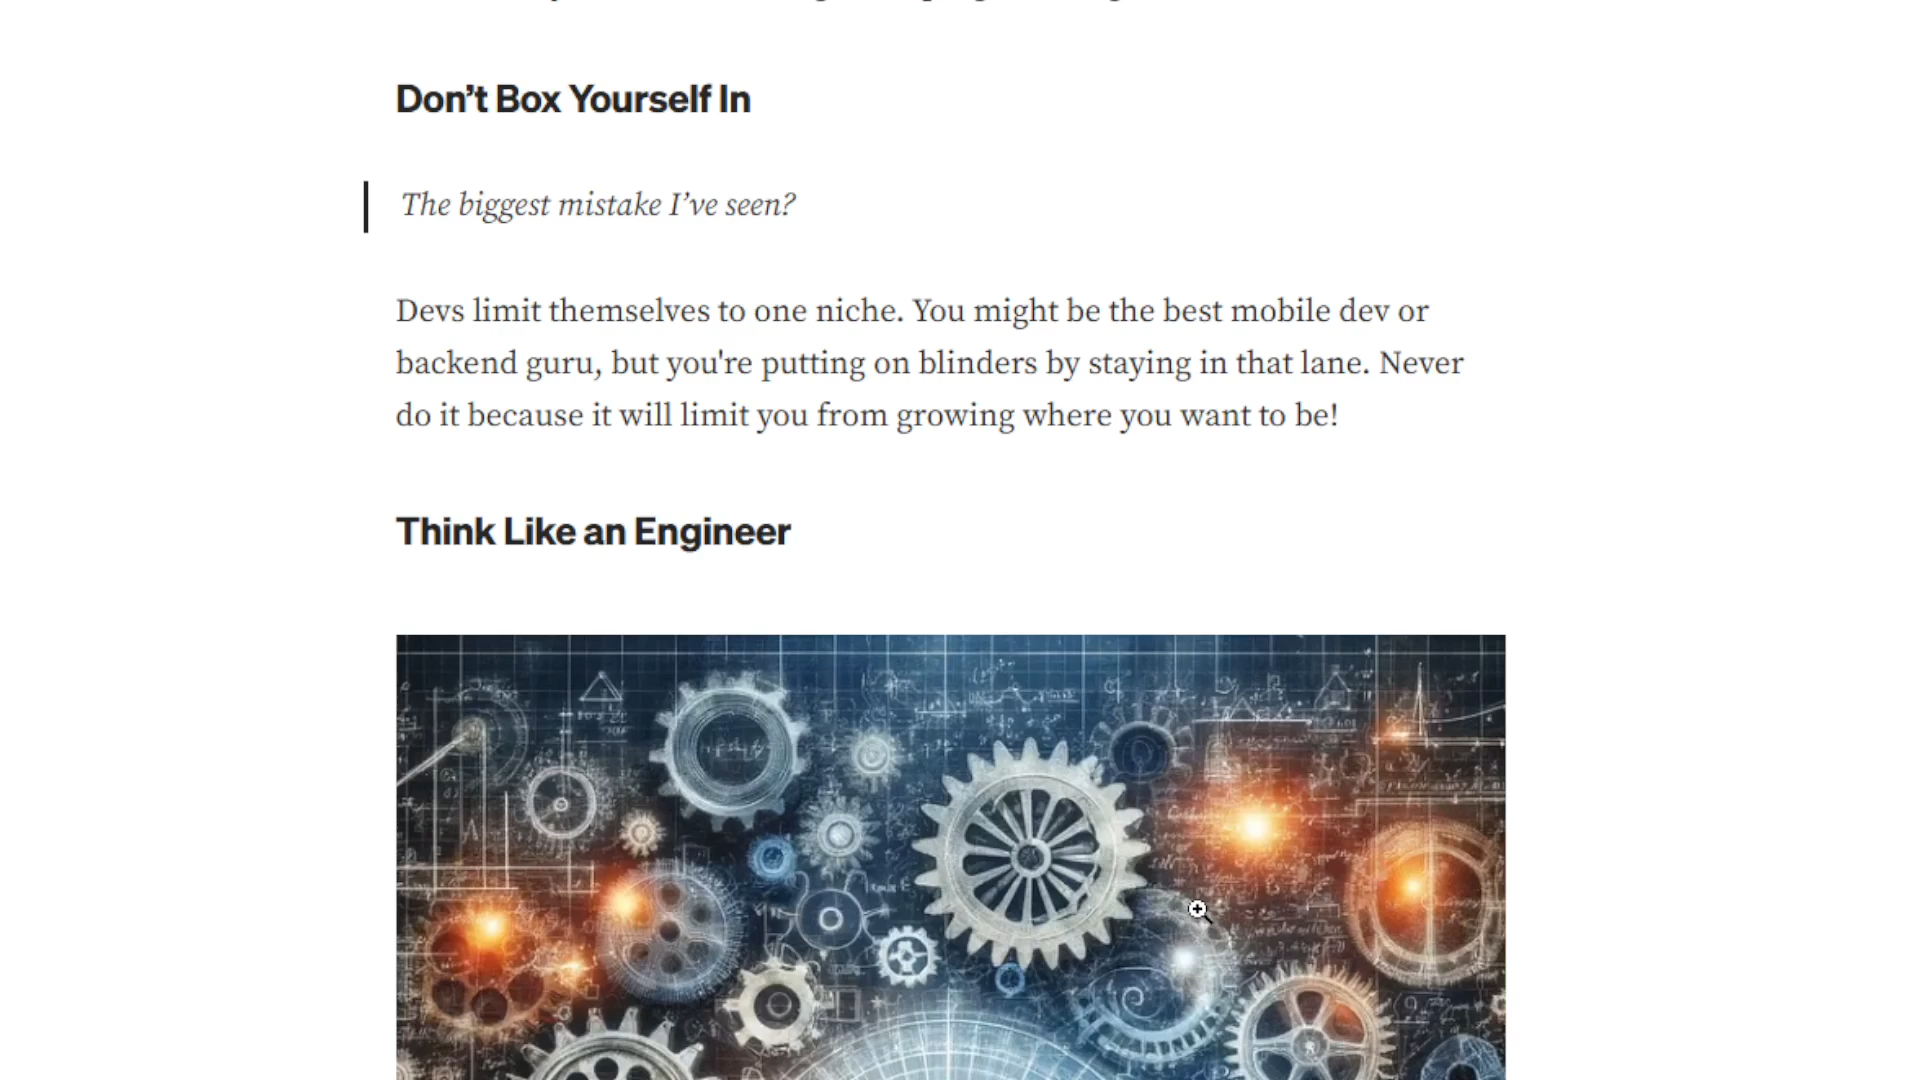 Don’t Box Yourself In
The biggest mistake I’ve seen?
Devs limit themselves to one niche. You might be the best mobile dev or
backend guru, but you're putting on blinders by staying in that lane. Never
do it because it will limit you from growing where you want to be!
Think Like an Engineer